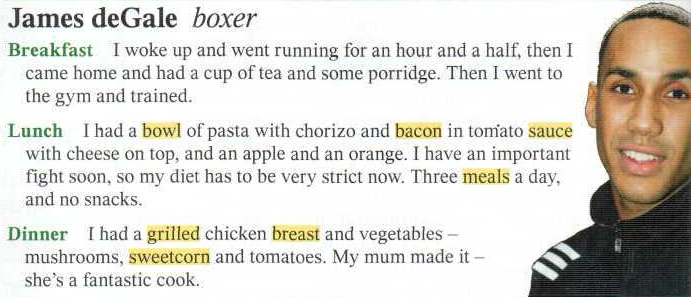 James deGale boxer
Breakfast I woke up and went running for an hour and a half, then I
came home and had a cup of tea and some porridge. Then I went to
the gym and trained.
Lunch I had a bowl of pasta with chorizo and bacon in tomato sauce
with cheese on top, and an apple and an orange. I have an important
fight soon, so my diet has to be very strict now. Three meals a day,
and no snacks.
Dinner I had a grilled chicken breast and vegetables –
mushrooms, sweetcorn and tomatoes. My mum made it –
she's a fantastic cook.